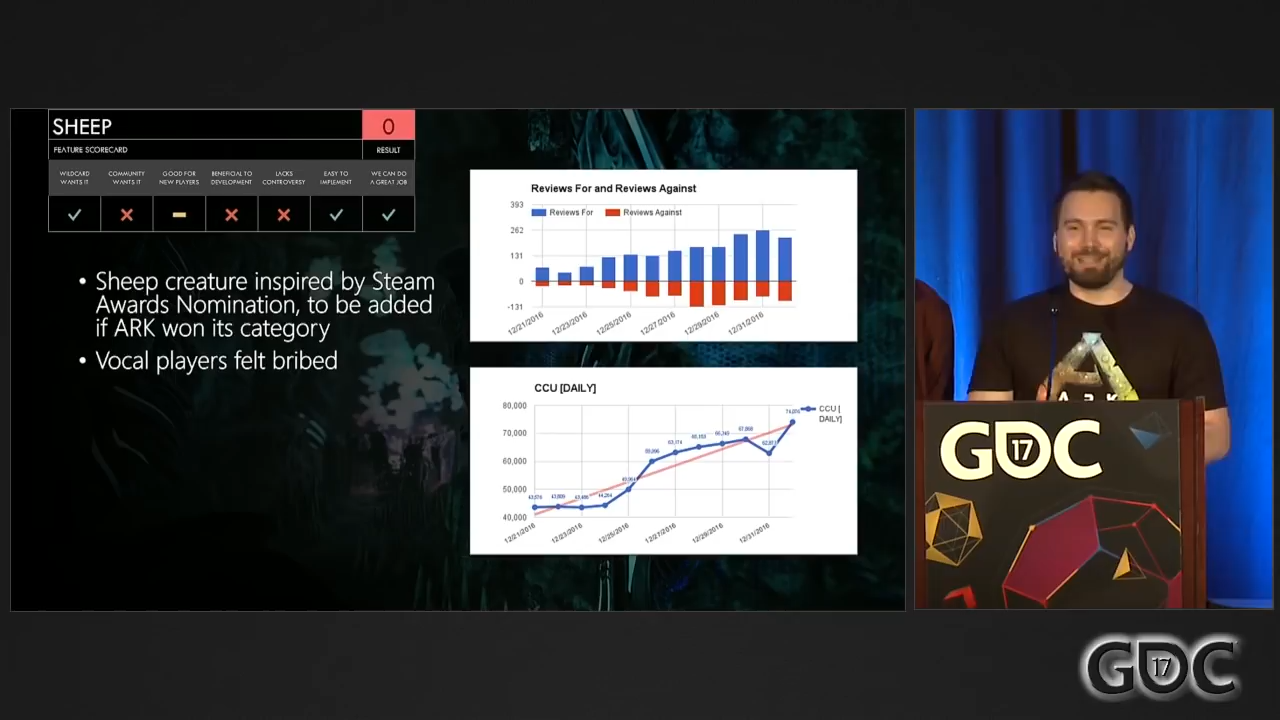 SHEEP
0
FEATURE SCORECARD
RESULT
WILDCARD
WANTS IT
COMMUNITY
WANTS IT
GOOD FOR
NEW PLAYERS
BENEFICIAL TO
DEVELOPMENT
LACKS
CONTROVERSY
EASY TO
IMPLEMENT
WE CAN DO
A GREAT JOB
• Sheep creature inspired by Steam
Awards Nomination, to be added
if ARK won its category
• Vocal players felt bribed
Reviews For and Reviews Against
Reviews For
Reviews Against
393
262
131
0
-131
12/21/2016
12/23/2016
12/25/2016
12/27/2016
12/29/2016
12/31/2016
CCU [DAILY]
CCU [
DAILY]
80,000
70,000
60,000
50,000
40,000
12/21/2016
12/23/2016
12/25/2016
12/27/2016
12/29/2016
12/31/2016
ARK
GDC
17
GDC
17